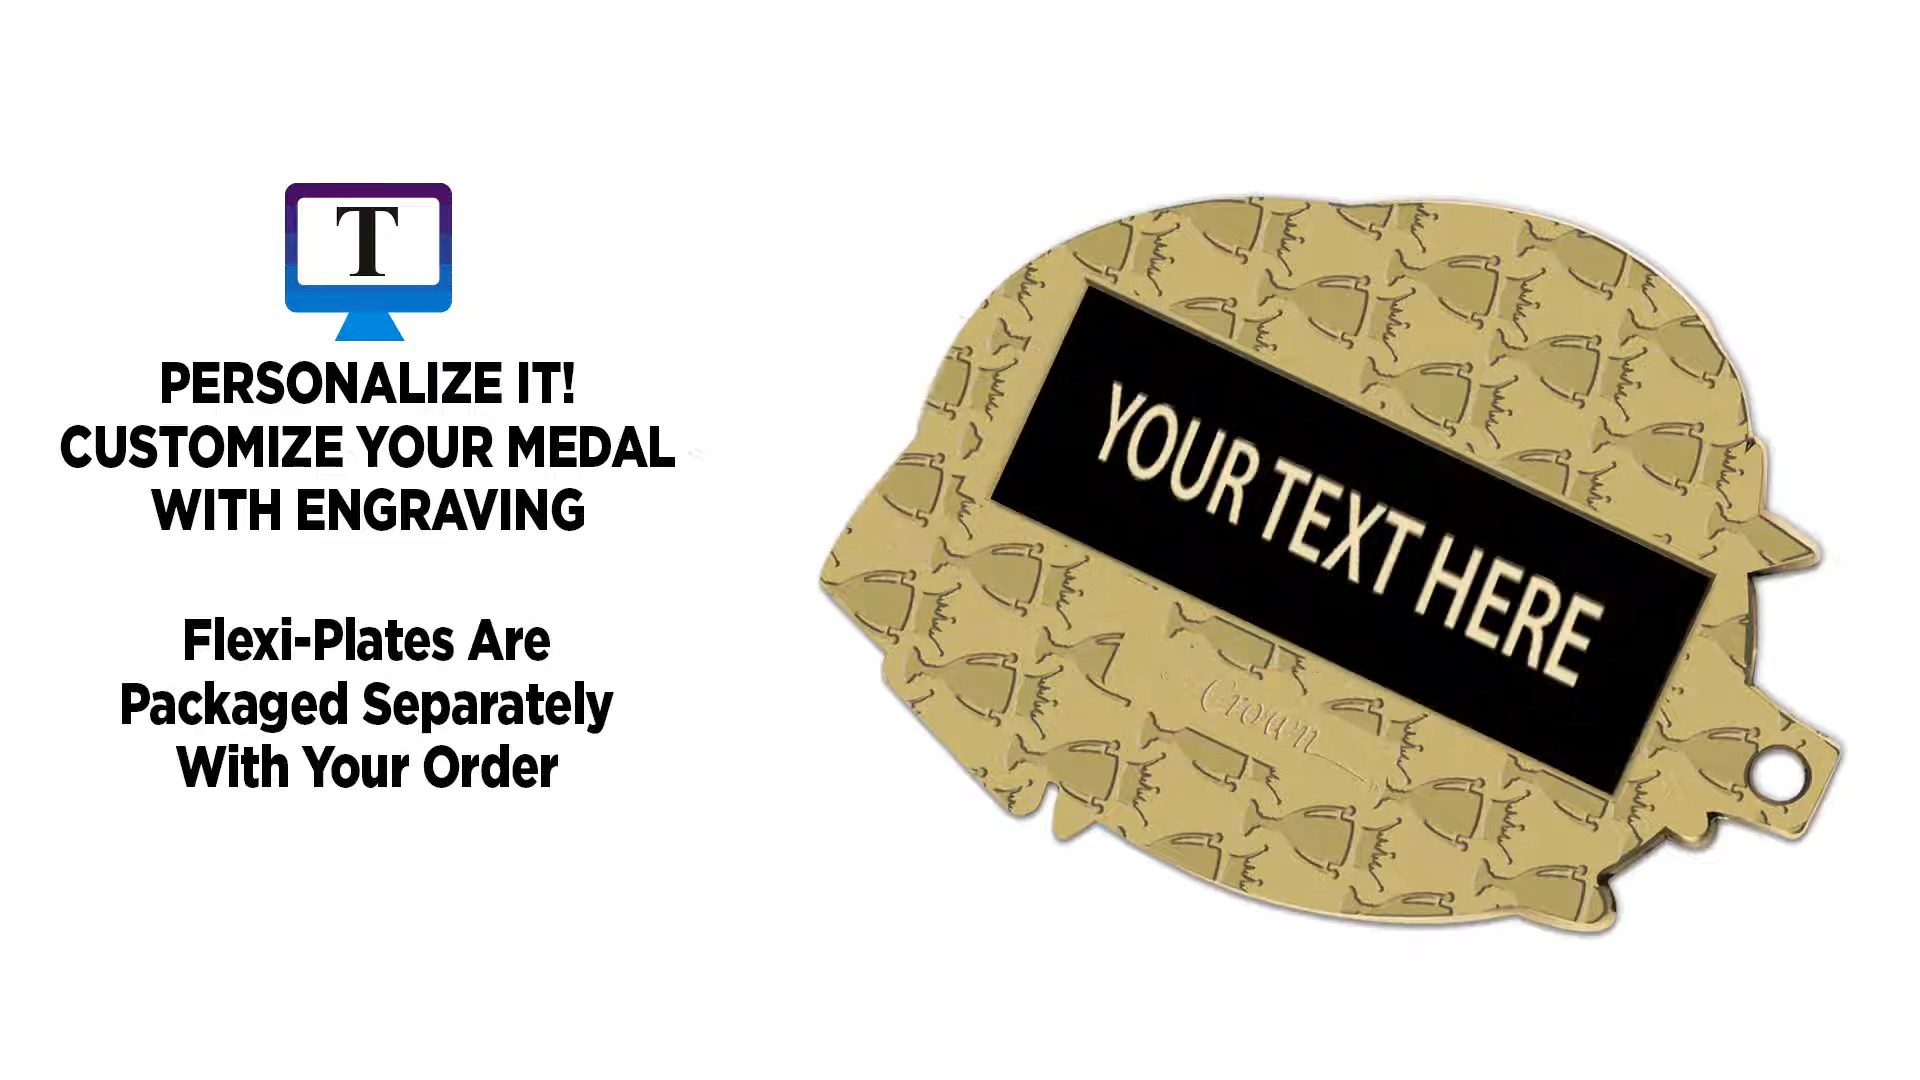 T
PERSONALIZE IT!
CUSTOMIZE YOUR MEDAL
WITH ENGRAVING
Flexi-Plates Are
Packaged Separately
With Your Order
YOUR TEXT HERE
Crown